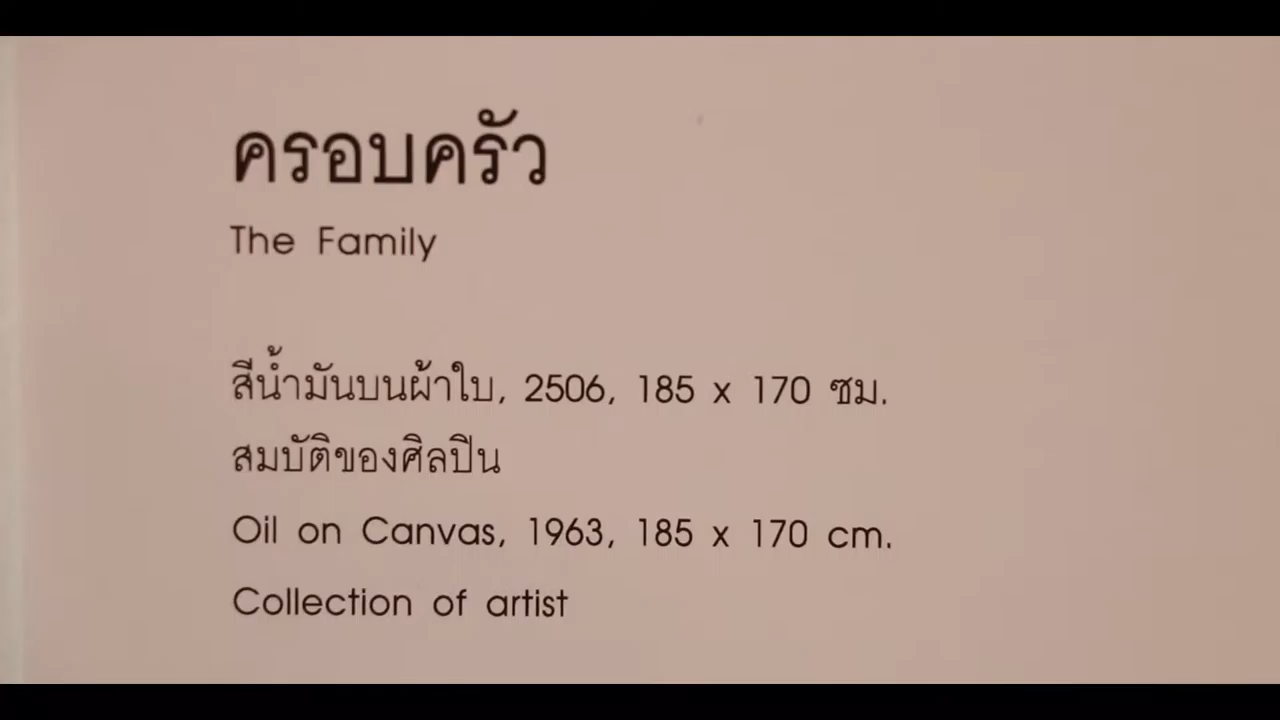 ครอบครัว
The Family
สีน้ำมันบนผ้าใบ, 2506, 185 x 170 ซม.
สมบัติของศิลปิน
Oil on Canvas, 1963, 185 x 170 cm.
Collection of artist